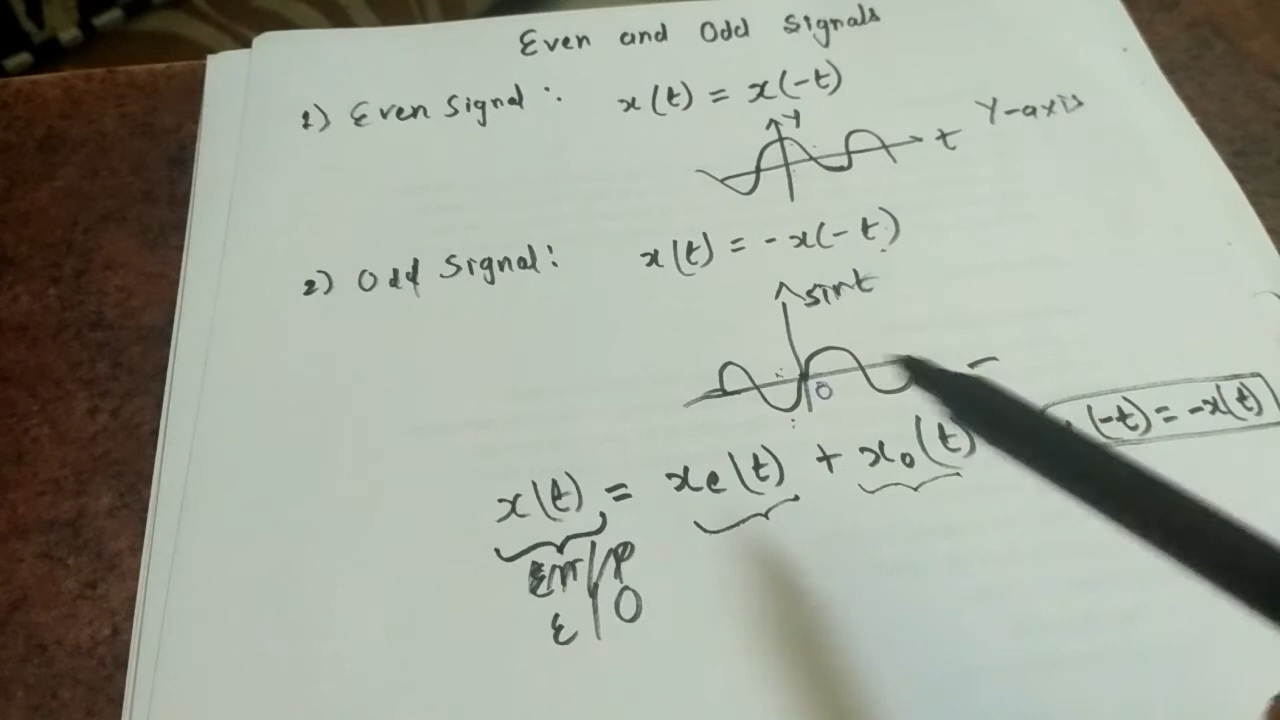 Even and Odd Signals
1) Even Signal : x(t) = x(-t)
Y
t
Y-axis
2) Odd Signal: x(t) = -x(-t)
sint
0
(-t) = -x(t)
x(t) = xe(t) + xo(t)
E | O